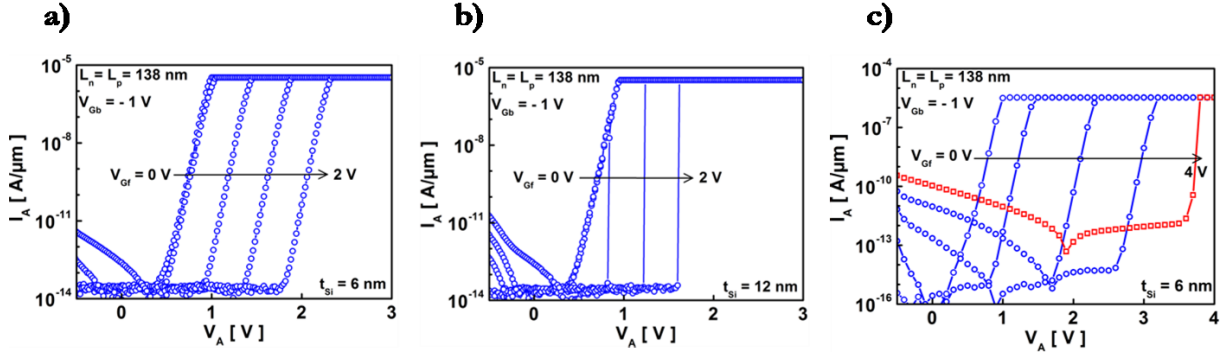 a)
10⁻⁵
10⁻⁸
10⁻¹¹
10⁻¹⁴
I_A [A/µm]
L_n = L_p = 138 nm
V_Gb = - 1 V
V_Gf = 0 V
2 V
t_Si = 6 nm
0 1 2 3
V_A [ V ]
b)
10⁻⁵
10⁻⁸
10⁻¹¹
10⁻¹⁴
I_A [A/µm]
L_n = L_p = 138 nm
V_Gb = - 1 V
V_Gf = 0 V
2 V
t_Si = 12 nm
0 1 2 3
V_A [ V ]
c)
10⁻⁴
10⁻⁷
10⁻¹⁰
10⁻¹³
10⁻¹⁶
I_A [A/µm]
L_n = L_p = 138 nm
V_Gb = - 1 V
V_Gf = 0 V
4 V
t_Si = 6 nm
0 1 2 3 4
V_A [ V ]